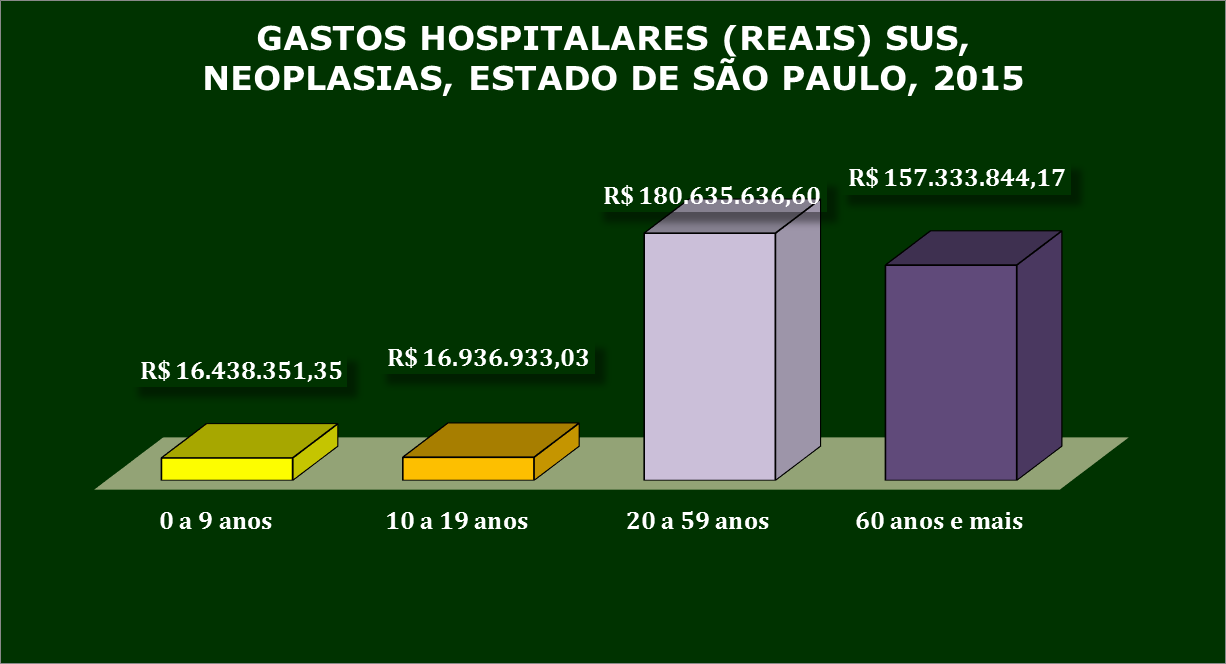 GASTOS HOSPITALARES (REAIS) SUS,
NEOPLASIAS, ESTADO DE SÃO PAULO, 2015
R$ 180.635.636,60
R$ 157.333.844,17
R$ 16.438.351,35
R$ 16.936.933,03
0 a 9 anos
10 a 19 anos
20 a 59 anos
60 anos e mais